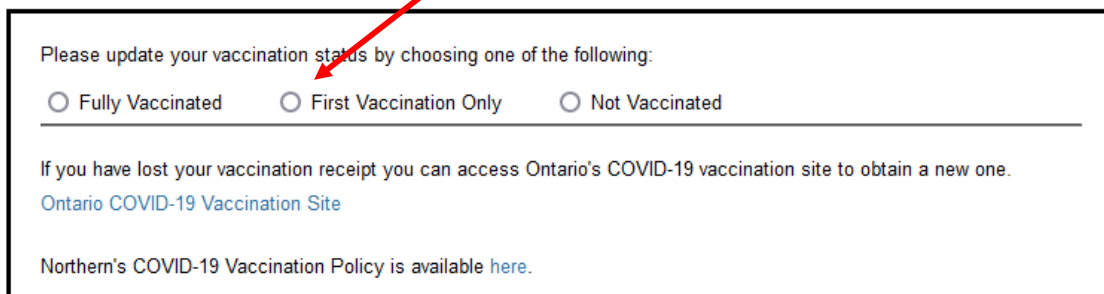 Please update your vaccination status by choosing one of the following:
Fully Vaccinated First Vaccination Only Not Vaccinated
If you have lost your vaccination receipt you can access Ontario's COVID-19 vaccination site to obtain a new one.
Ontario COVID-19 Vaccination Site
Northern's COVID-19 Vaccination Policy is available here.